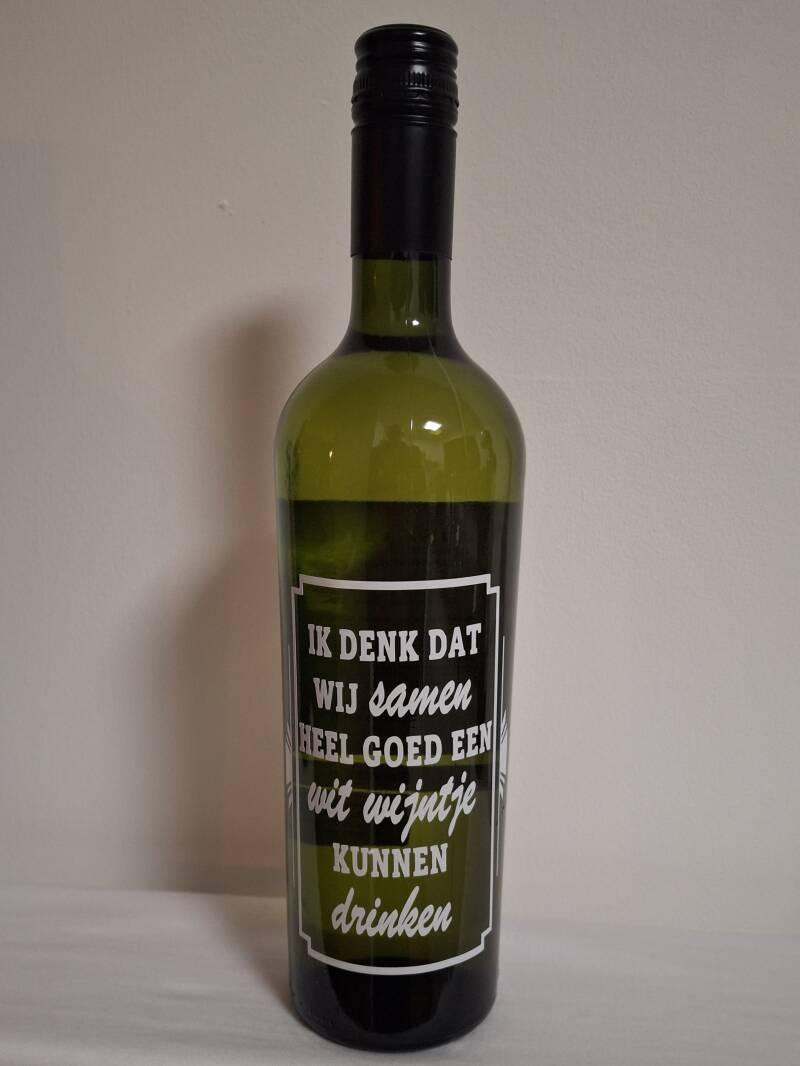 IK DENK DAT
WIJ samen
HEEL GOED EEN
wit wijntje
KUNNEN
drinken